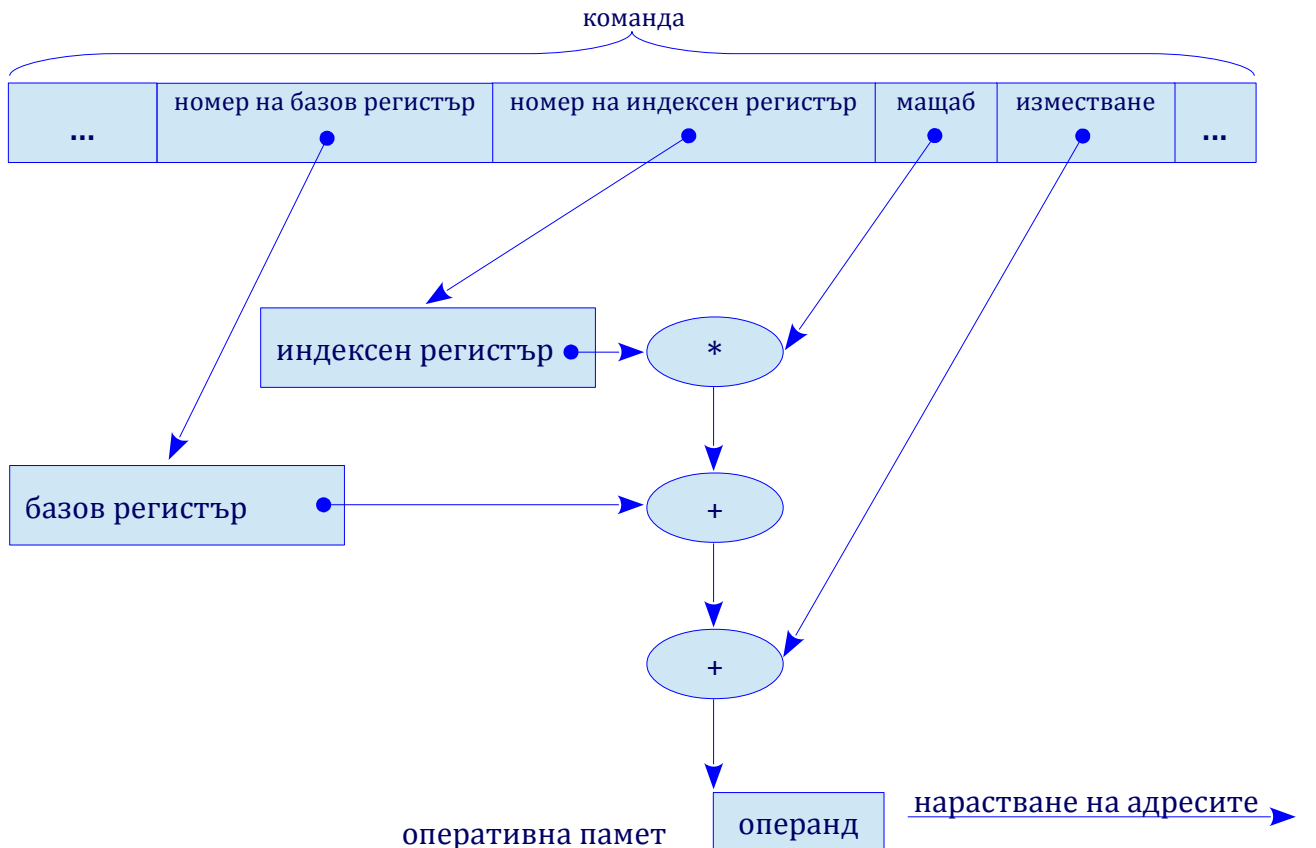 команда
... номер на базов регистър номер на индексен регистър мащаб изместване ...
индексен регистър *
базов регистър +
+
нарастване на адресите
оперативна памет операнд